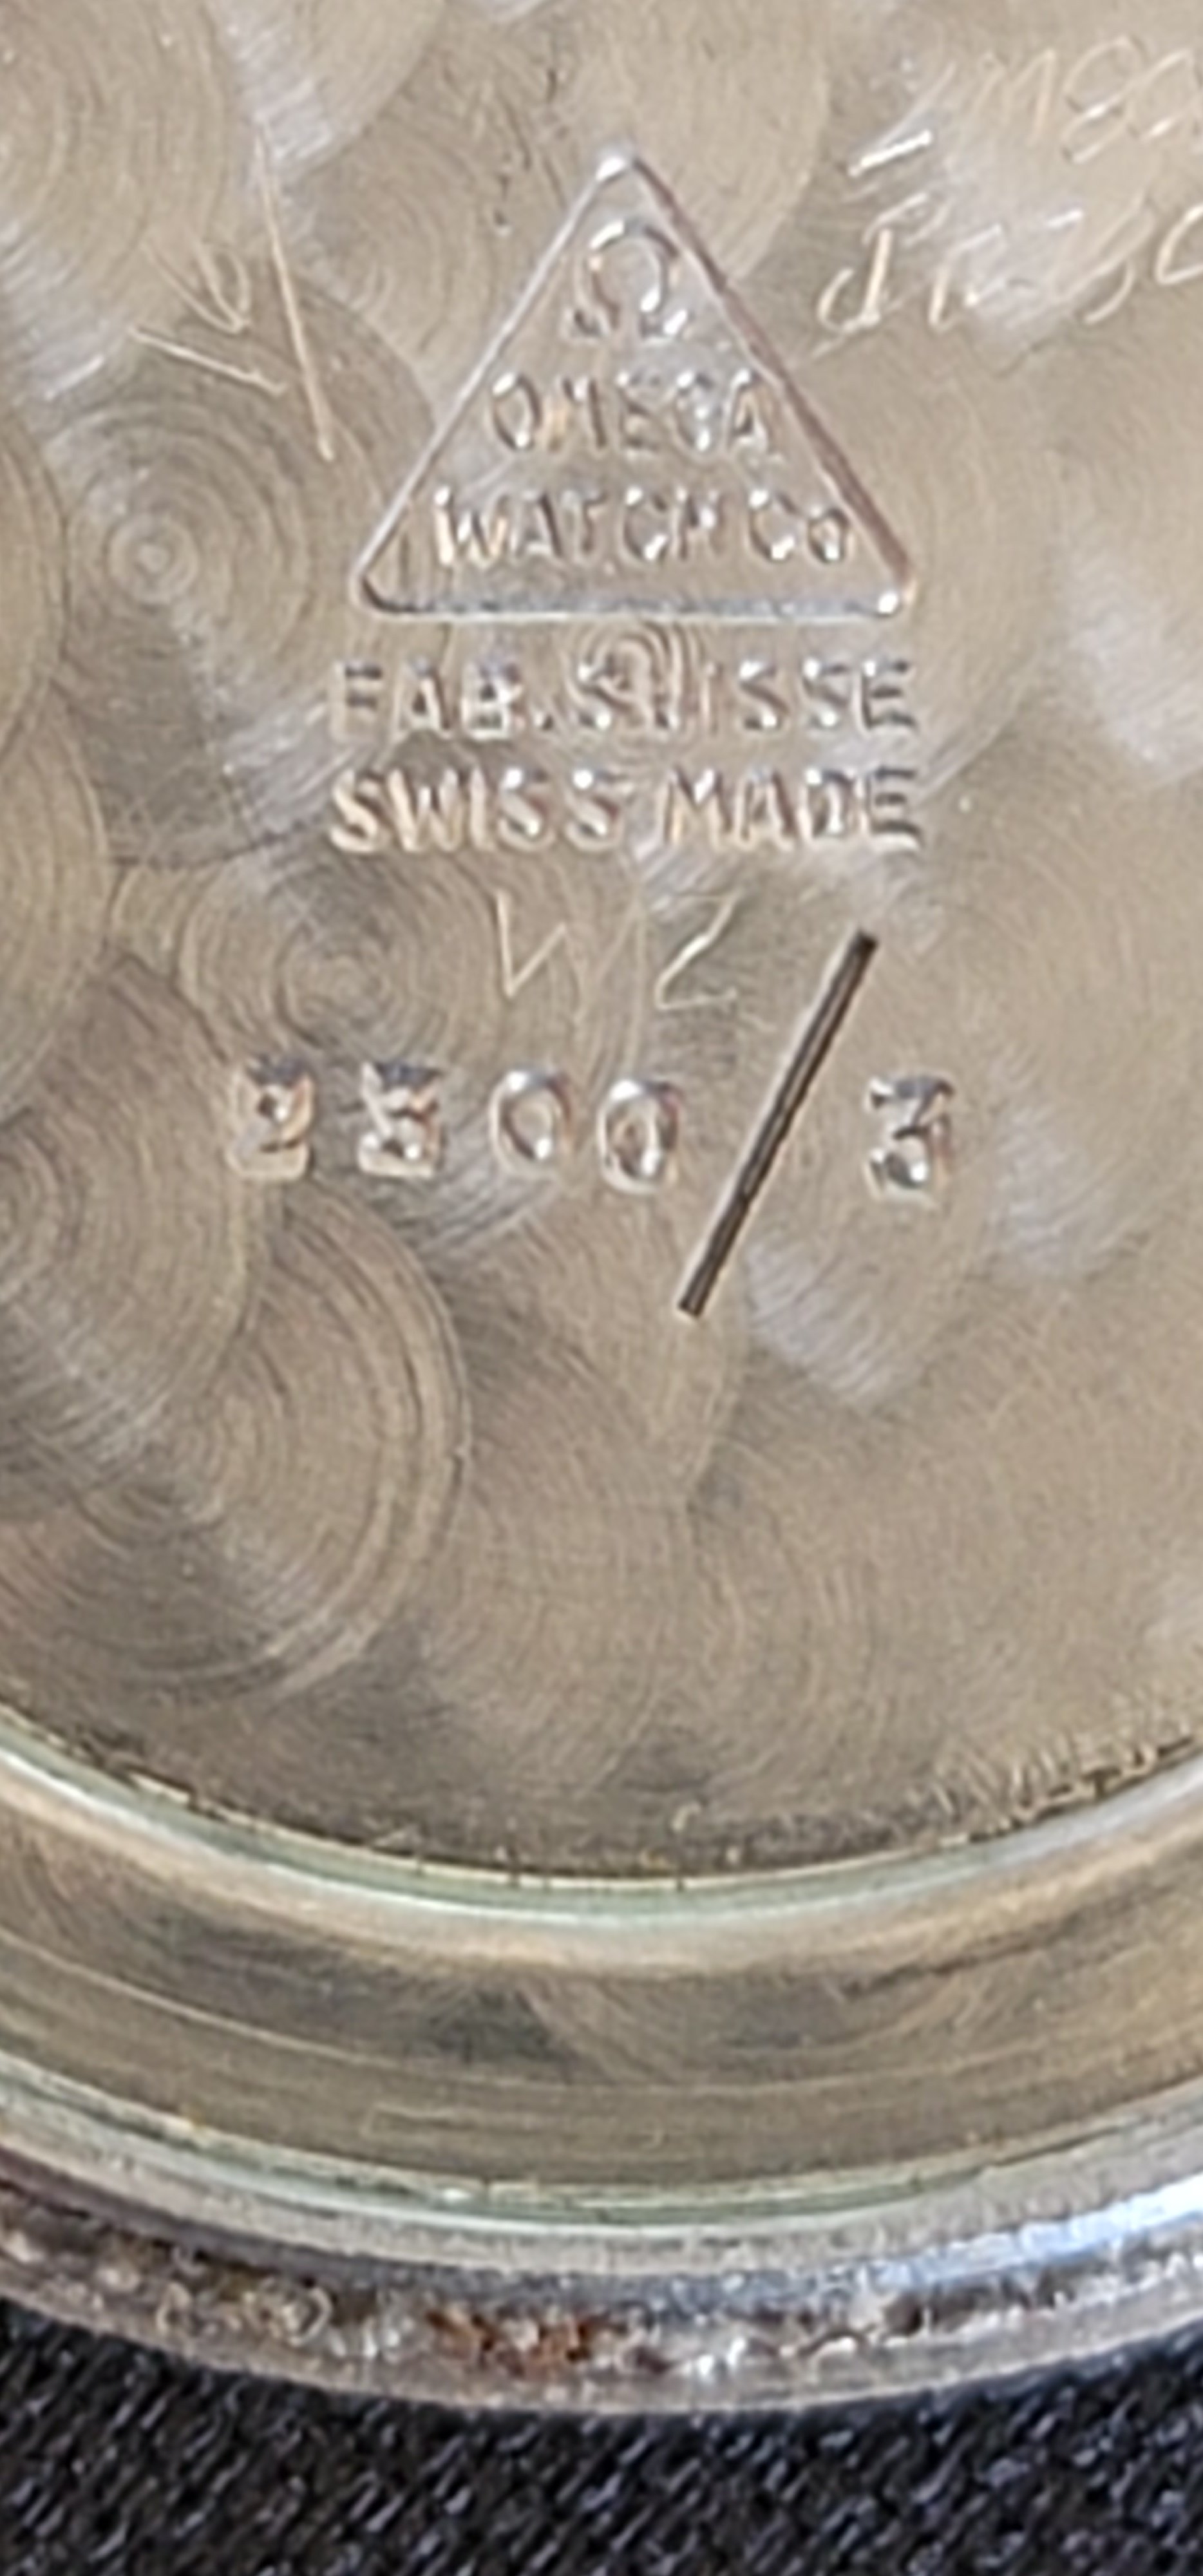 Ω
OMEGA
WATCH Co
FAB. SUISSE
SWISS MADE
2500/3